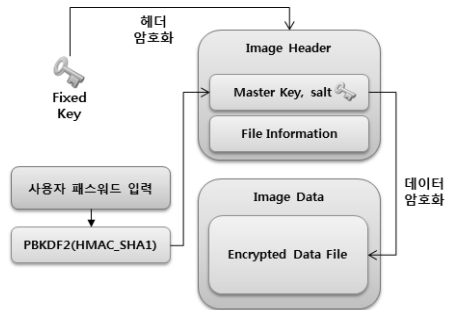 헤더
암호화
Fixed
Key
Image Header
Master Key, salt
File Information
사용자 패스워드 입력
PBKDF2(HMAC_SHA1)
데이터
암호화
Image Data
Encrypted Data File